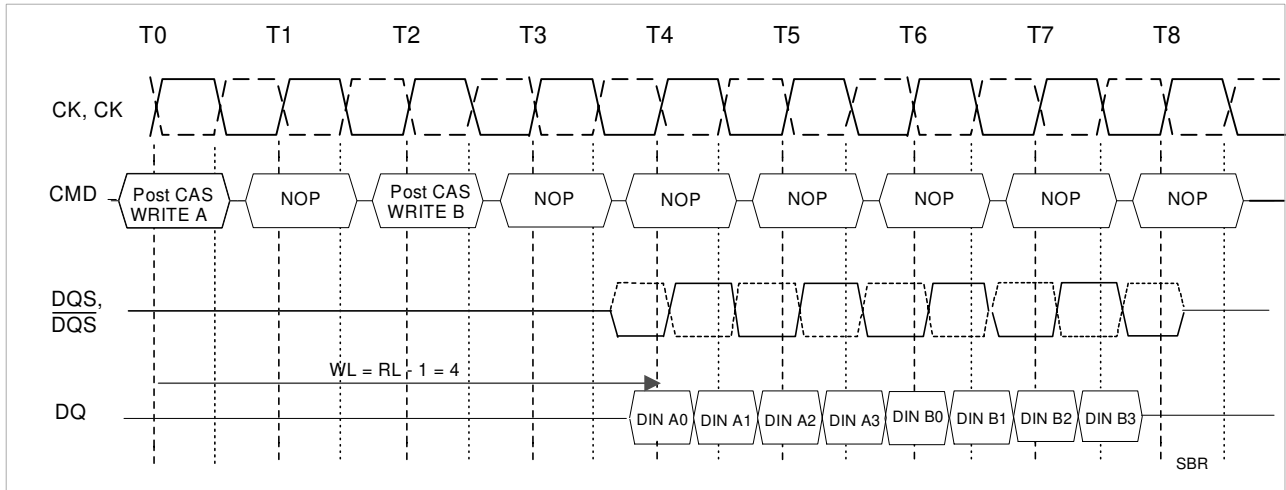 T0 T1 T2 T3 T4 T5 T6 T7 T8
CK, CK
CMD
Post CAS
WRITE A
NOP
Post CAS
WRITE B
NOP
NOP
NOP
NOP
NOP
NOP
DQS,
DQS
WL = RL - 1 = 4
DQ
DIN A0 DIN A1 DIN A2 DIN A3 DIN B0 DIN B1 DIN B2 DIN B3
SBR